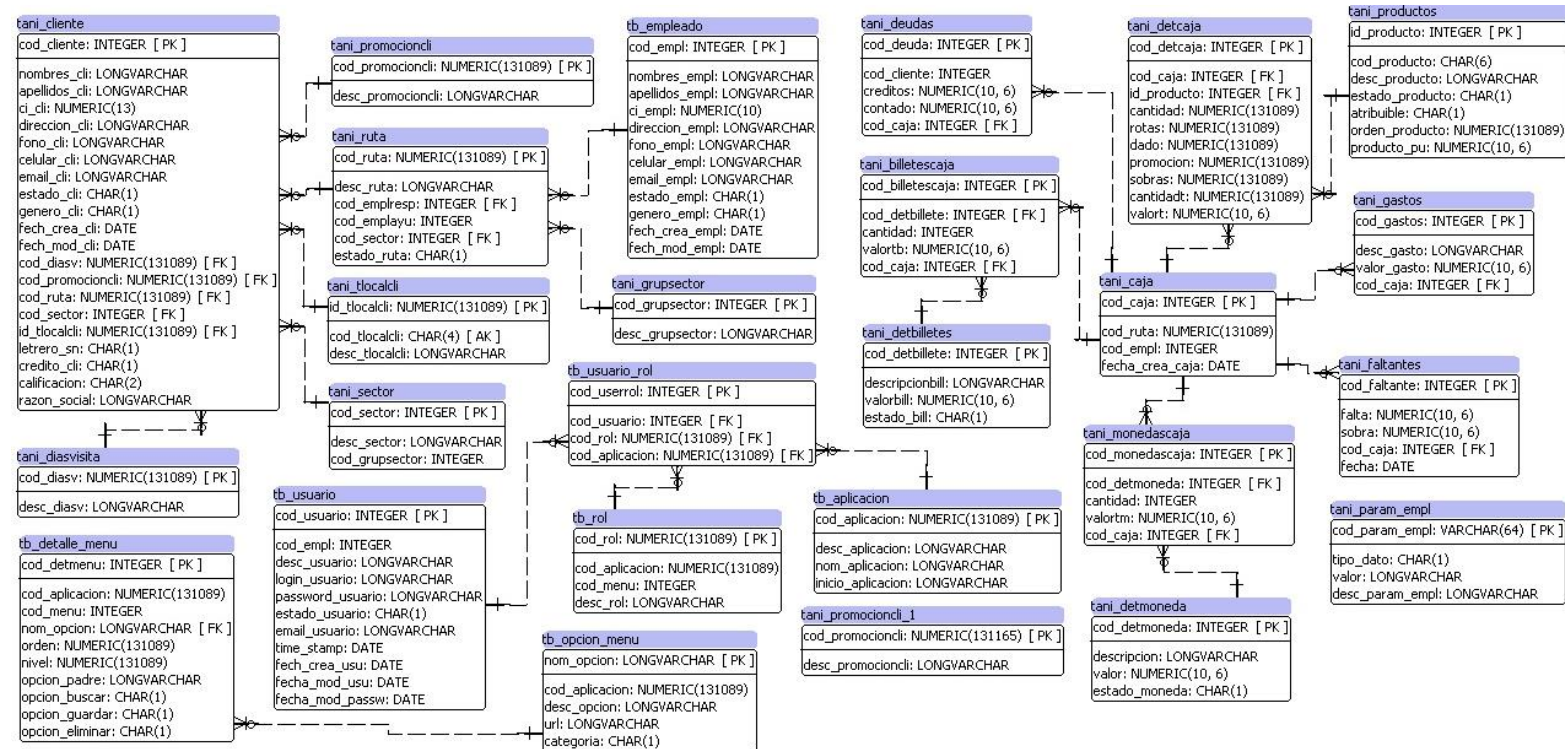 tani_cliente
cod_cliente: INTEGER [ PK ]
nombres_cli: LONGVARCHAR
apellidos_cli: LONGVARCHAR
ci_cli: NUMERIC(13)
direccion_cli: LONGVARCHAR
fono_cli: LONGVARCHAR
celular_cli: LONGVARCHAR
email_cli: LONGVARCHAR
estado_cli: CHAR(1)
genero_cli: CHAR(1)
fech_crea_cli: DATE
fech_mod_cli: DATE
cod_diasv: NUMERIC(131089) [ FK ]
cod_promocioncli: NUMERIC(131089) [ FK ]
cod_ruta: NUMERIC(131089) [ FK ]
cod_sector: INTEGER [ FK ]
id_tlocalcli: NUMERIC(131089) [ FK ]
letrero_sn: CHAR(1)
credito_cli: CHAR(1)
calificacion: CHAR(2)
razon_social: LONGVARCHAR
tani_diasvisita
cod_diasv: NUMERIC(131089) [ PK ]
desc_diasv: LONGVARCHAR
tb_detalle_menu
cod_detmenu: INTEGER [ PK ]
cod_aplicacion: NUMERIC(131089)
cod_menu: INTEGER
nom_opcion: LONGVARCHAR [ FK ]
orden: NUMERIC(131089)
nivel: NUMERIC(131089)
opcion_padre: LONGVARCHAR
opcion_buscar: CHAR(1)
opcion_guardar: CHAR(1)
opcion_eliminar: CHAR(1)
tani_promocioncli
cod_promocioncli: NUMERIC(131089) [ PK ]
desc_promocioncli: LONGVARCHAR
tani_ruta
cod_ruta: NUMERIC(131089) [ PK ]
desc_ruta: LONGVARCHAR
cod_emplresp: INTEGER [ FK ]
cod_emplayu: INTEGER
cod_sector: INTEGER [ FK ]
estado_ruta: CHAR(1)
tani_tlocalcli
id_tlocalcli: NUMERIC(131089) [ PK ]
cod_tlocalcli: CHAR(4) [ AK ]
desc_tlocalcli: LONGVARCHAR
tani_sector
cod_sector: INTEGER [ PK ]
desc_sector: LONGVARCHAR
cod_grupsector: INTEGER
tb_usuario
cod_usuario: INTEGER [ PK ]
cod_empl: INTEGER
desc_usuario: LONGVARCHAR
login_usuario: LONGVARCHAR
password_usuario: LONGVARCHAR
estado_usuario: CHAR(1)
email_usuario: LONGVARCHAR
time_stamp: DATE
fech_crea_usu: DATE
fecha_mod_usu: DATE
fecha_mod_passw: DATE
tb_empleado
cod_empl: INTEGER [ PK ]
nombres_empl: LONGVARCHAR
apellidos_empl: LONGVARCHAR
ci_empl: NUMERIC(10)
direccion_empl: LONGVARCHAR
fono_empl: LONGVARCHAR
celular_empl: LONGVARCHAR
email_empl: LONGVARCHAR
estado_empl: CHAR(1)
genero_empl: CHAR(1)
fech_crea_empl: DATE
fech_mod_empl: DATE
tani_grupsector
cod_grupsector: INTEGER [ PK ]
desc_grupsector: LONGVARCHAR
tb_usuario_rol
cod_userrol: INTEGER [ PK ]
cod_usuario: INTEGER [ FK ]
cod_rol: NUMERIC(131089) [ FK ]
cod_aplicacion: NUMERIC(131089) [ FK ]
tb_rol
cod_rol: NUMERIC(131089) [ PK ]
cod_aplicacion: NUMERIC(131089)
cod_menu: INTEGER
desc_rol: LONGVARCHAR
tb_opcion_menu
nom_opcion: LONGVARCHAR [ PK ]
cod_aplicacion: NUMERIC(131089)
desc_opcion: LONGVARCHAR
url: LONGVARCHAR
categoria: CHAR(1)
tb_aplicacion
cod_aplicacion: NUMERIC(131089) [ PK ]
desc_aplicacion: LONGVARCHAR
nom_aplicacion: LONGVARCHAR
inicio_aplicacion: LONGVARCHAR
tani_promocioncli_1
cod_promocioncli: NUMERIC(131165) [ PK ]
desc_promocioncli: LONGVARCHAR
tani_deudas
cod_deuda: INTEGER [ PK ]
cod_cliente: INTEGER
creditos: NUMERIC(10, 6)
contado: NUMERIC(10, 6)
cod_caja: INTEGER [ FK ]
tani_billetescaja
cod_billetescaja: INTEGER [ PK ]
cod_detbillete: INTEGER [ FK ]
cantidad: INTEGER
valortb: NUMERIC(10, 6)
cod_caja: INTEGER [ FK ]
tani_detbilletes
cod_detbillete: INTEGER [ PK ]
descripcionbill: LONGVARCHAR
valorbill: NUMERIC(10, 6)
estado_bill: CHAR(1)
tani_detcaja
cod_detcaja: INTEGER [ PK ]
cod_caja: INTEGER [ FK ]
id_producto: INTEGER [ FK ]
cantidad: NUMERIC(131089)
rotas: NUMERIC(131089)
dado: NUMERIC(131089)
promocion: NUMERIC(131089)
sobras: NUMERIC(131089)
cantidadt: NUMERIC(131089)
valort: NUMERIC(10, 6)
tani_caja
cod_caja: INTEGER [ PK ]
cod_ruta: NUMERIC(131089)
cod_empl: INTEGER
fecha_crea_caja: DATE
tani_monedascaja
cod_monedascaja: INTEGER [ PK ]
cod_detmoneda: INTEGER [ FK ]
cantidad: INTEGER
valortm: NUMERIC(10, 6)
cod_caja: INTEGER [ FK ]
tani_detmoneda
cod_detmoneda: INTEGER [ PK ]
descripcion: LONGVARCHAR
valor: NUMERIC(10, 6)
estado_moneda: CHAR(1)
tani_productos
id_producto: INTEGER [ PK ]
cod_producto: CHAR(6)
desc_producto: LONGVARCHAR
estado_producto: CHAR(1)
atribuible: CHAR(1)
orden_producto: NUMERIC(131089)
producto_pu: NUMERIC(10, 6)
tani_gastos
cod_gastos: INTEGER [ PK ]
desc_gasto: LONGVARCHAR
valor_gasto: NUMERIC(10, 6)
cod_caja: INTEGER [ FK ]
tani_faltantes
cod_faltante: INTEGER [ PK ]
falta: NUMERIC(10, 6)
sobra: NUMERIC(10, 6)
cod_caja: INTEGER [ FK ]
fecha: DATE
tani_param_empl
cod_param_empl: VARCHAR(64) [ PK ]
tipo_dato: CHAR(1)
valor: LONGVARCHAR
desc_param_empl: LONGVARCHAR